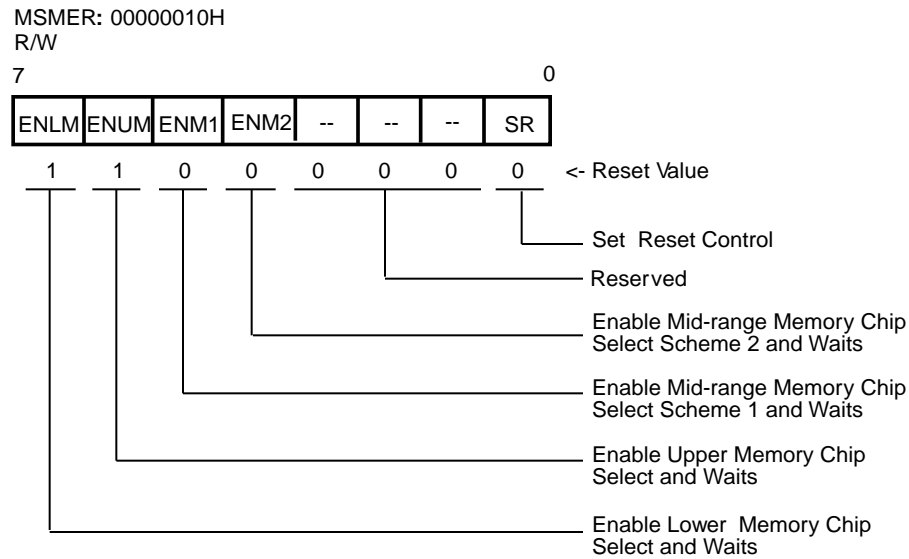 MSMER: 00000010H
R/W
7 0
ENLM ENUM ENM1 ENM2 -- -- -- SR
1 1 0 0 0 0 0 0 <- Reset Value
Set Reset Control
Reserved
Enable Mid-range Memory Chip
Select Scheme 2 and Waits
Enable Mid-range Memory Chip
Select Scheme 1 and Waits
Enable Upper Memory Chip
Select and Waits
Enable Lower Memory Chip
Select and Waits